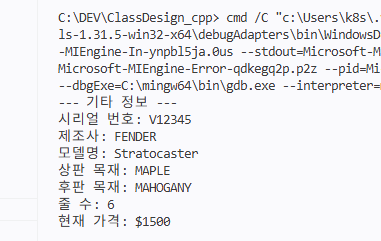 C:\DEV\ClassDesign_cpp> cmd /C "c:\Users\k8s\.
ls-1.31.5-win32-x64\debugAdapters\bin\WindowsD
-MIEngine-In-ynpbl5ja.0us --stdout=Microsoft-M
Microsoft-MIEngine-Error-qdkegq2p.p2z --pid=Mi
--dbgExe=C:\mingw64\bin\gdb.exe --interpreter=
--- 기타 정보 ---
시리얼 번호: V12345
제조사: FENDER
모델명: Stratocaster
상판 목재: MAPLE
후판 목재: MAHOGANY
줄 수: 6
현재 가격: $1500